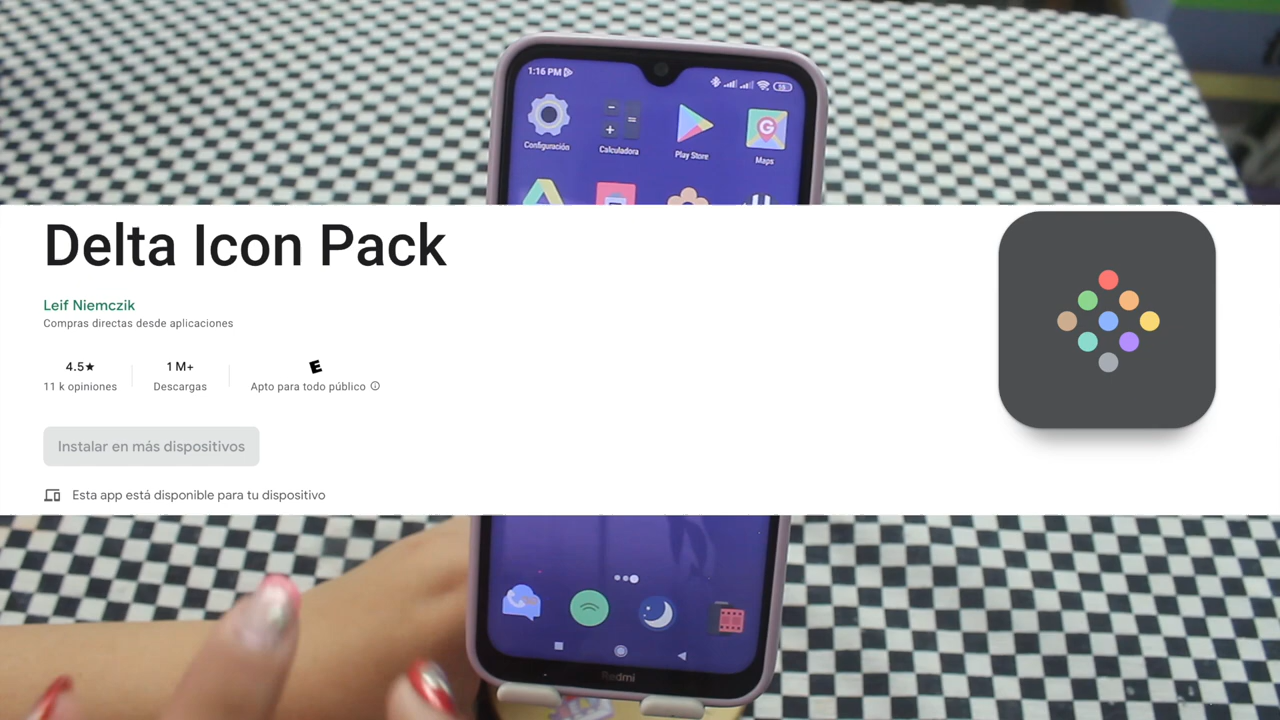 1:16 PM
Configuración
Calculadora
Play Store
Maps
Delta Icon Pack
Leif Niemczik
Compras directas desde aplicaciones
4.5★
1 M+
E
11 k opiniones
Descargas
Apto para todo público
Instalar en más dispositivos
Esta app está disponible para tu dispositivo
Redmi